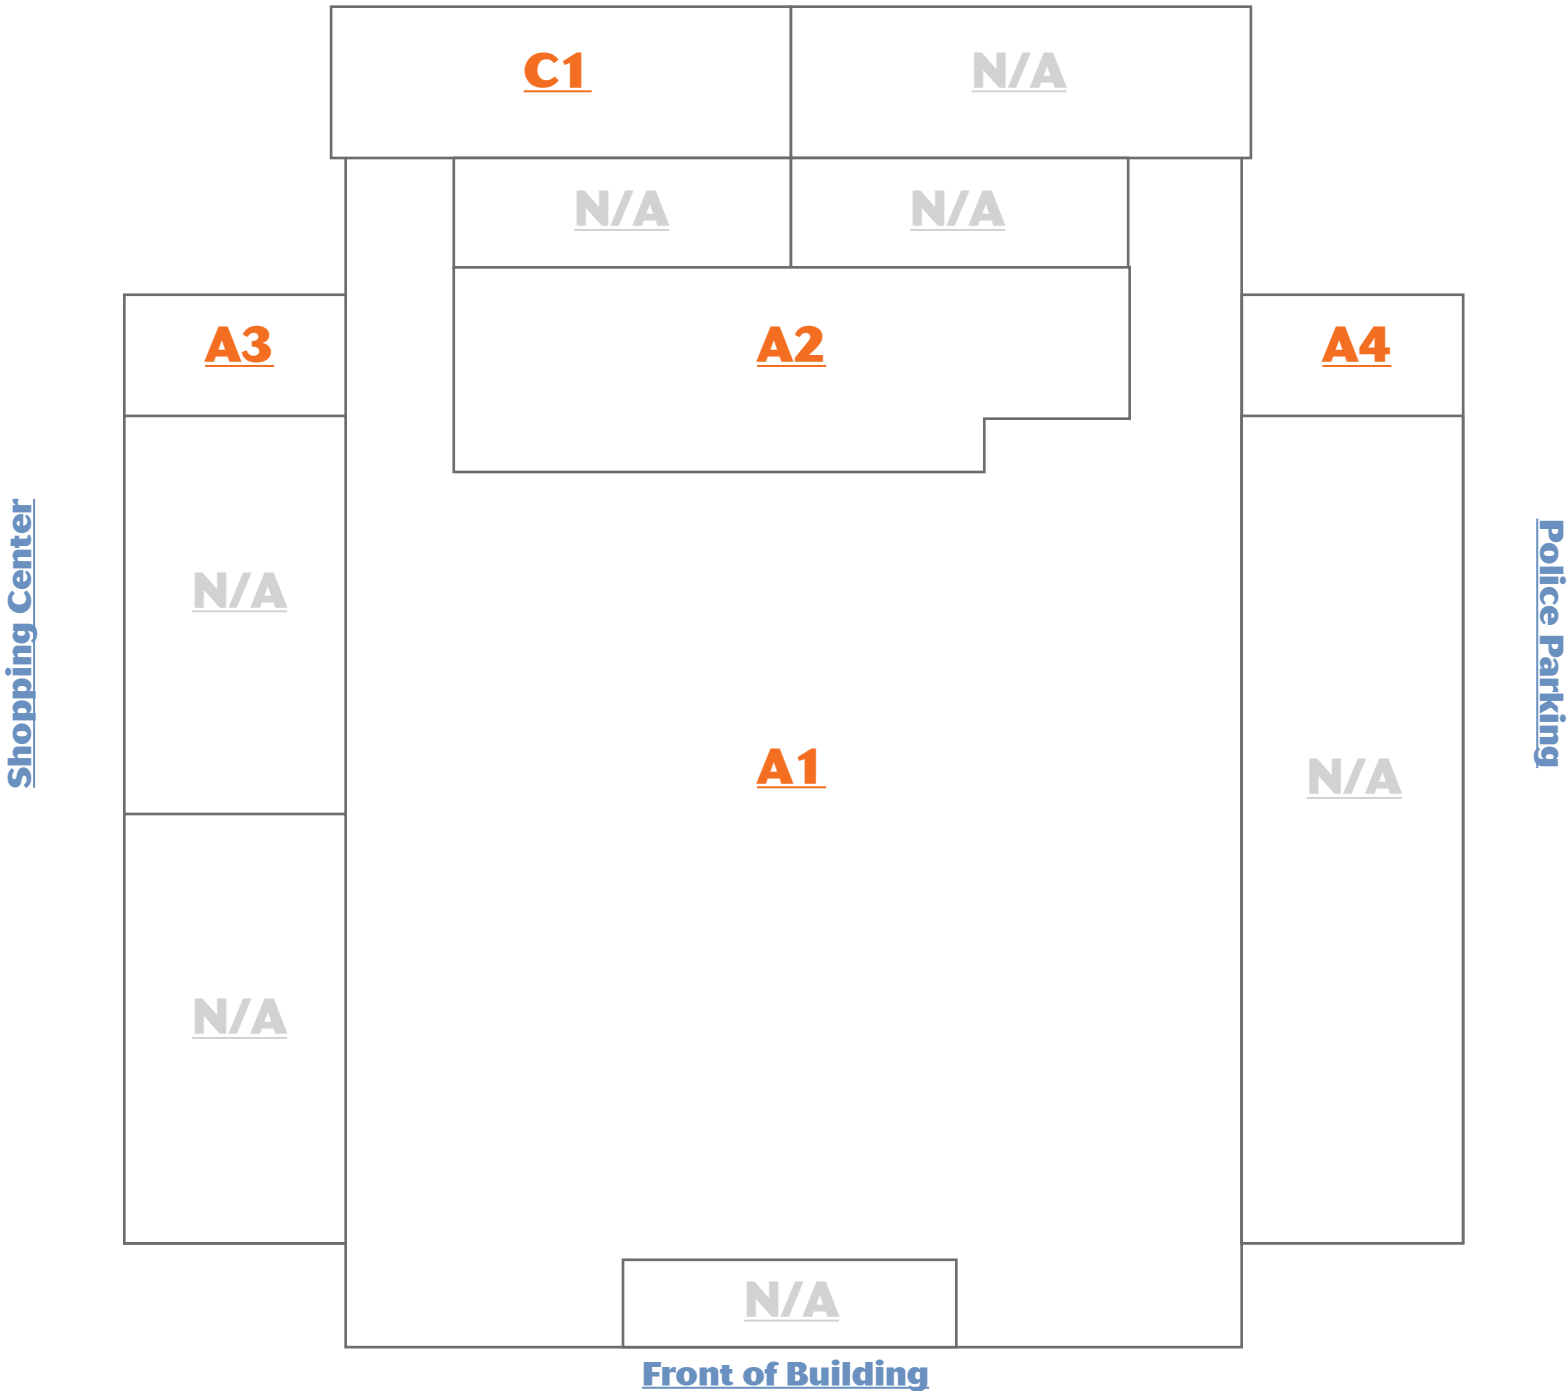 C1
N/A
N/A
N/A
A3
A2
A4
Shopping Center
Police Parking
N/A
A1
N/A
N/A
N/A
Front of Building